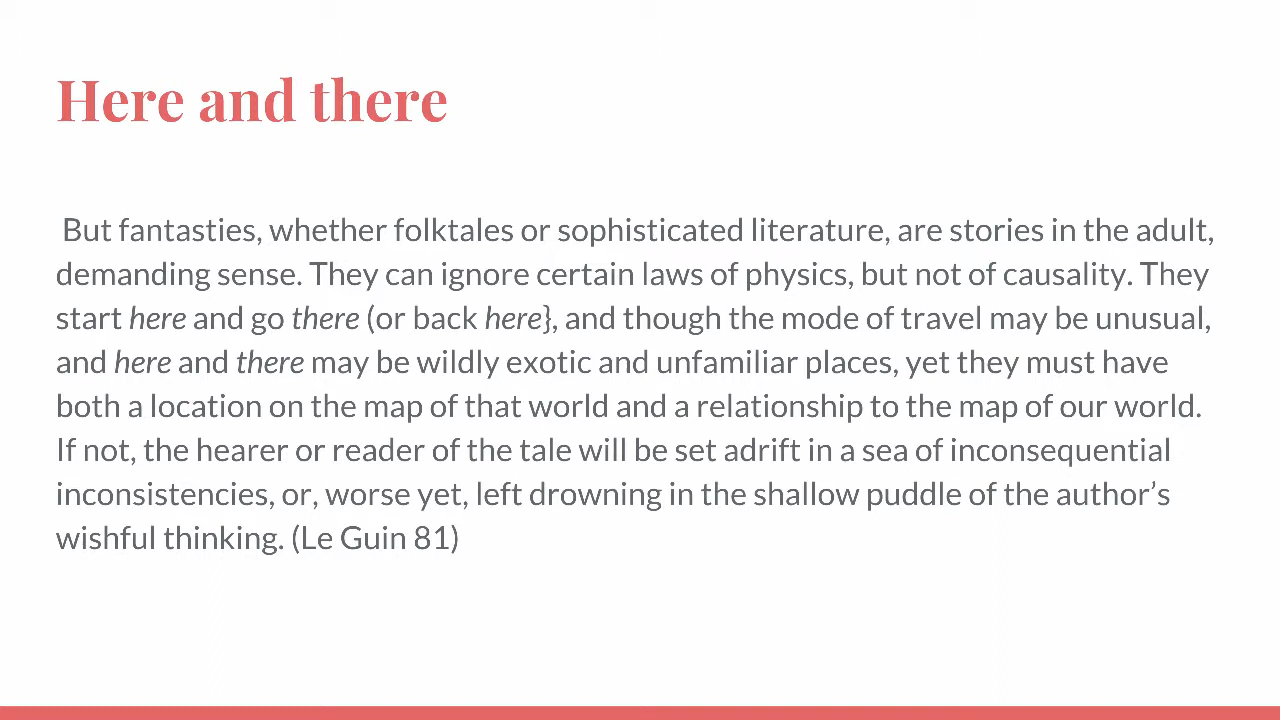 Here and there
But fantasties, whether folktales or sophisticated literature, are stories in the adult,
demanding sense. They can ignore certain laws of physics, but not of causality. They
start here and go there (or back here}, and though the mode of travel may be unusual,
and here and there may be wildly exotic and unfamiliar places, yet they must have
both a location on the map of that world and a relationship to the map of our world.
If not, the hearer or reader of the tale will be set adrift in a sea of inconsequential
inconsistencies, or, worse yet, left drowning in the shallow puddle of the author’s
wishful thinking. (Le Guin 81)